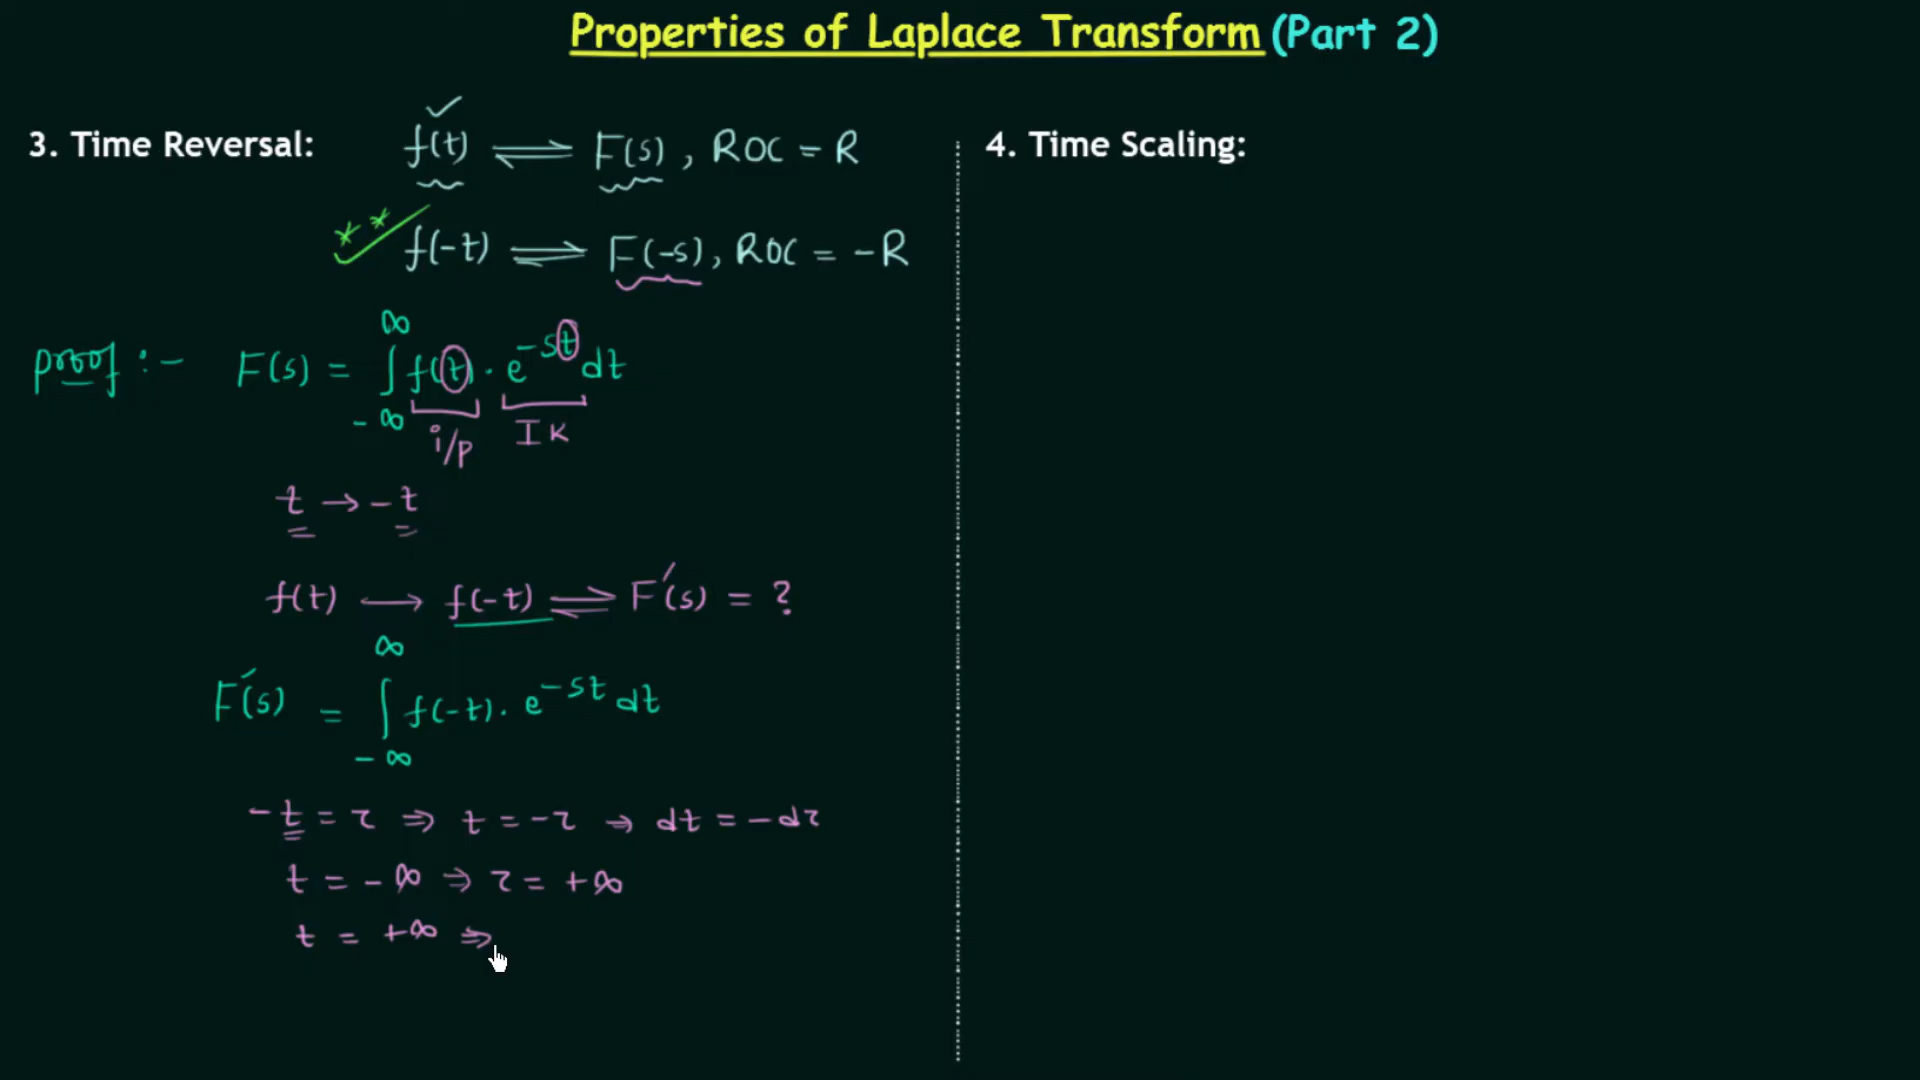 Properties of Laplace Transform (Part 2)
3. Time Reversal: f(t) ⇌ F(s), ROC = R
** f(-t) ⇌ F(-s), ROC = -R
Proof :- F(s) = ∫_{-∞}^{∞} f(t) · e^{-st} dt
i/p IK
t → -t
f(t) → f(-t) ⇌ F'(s) = ?
F'(s) = ∫_{-∞}^{∞} f(-t) · e^{-st} dt
-t = τ ⇒ t = -τ ⇒ dt = -dτ
t = -∞ ⇒ τ = +∞
t = +∞ ⇒
4. Time Scaling: